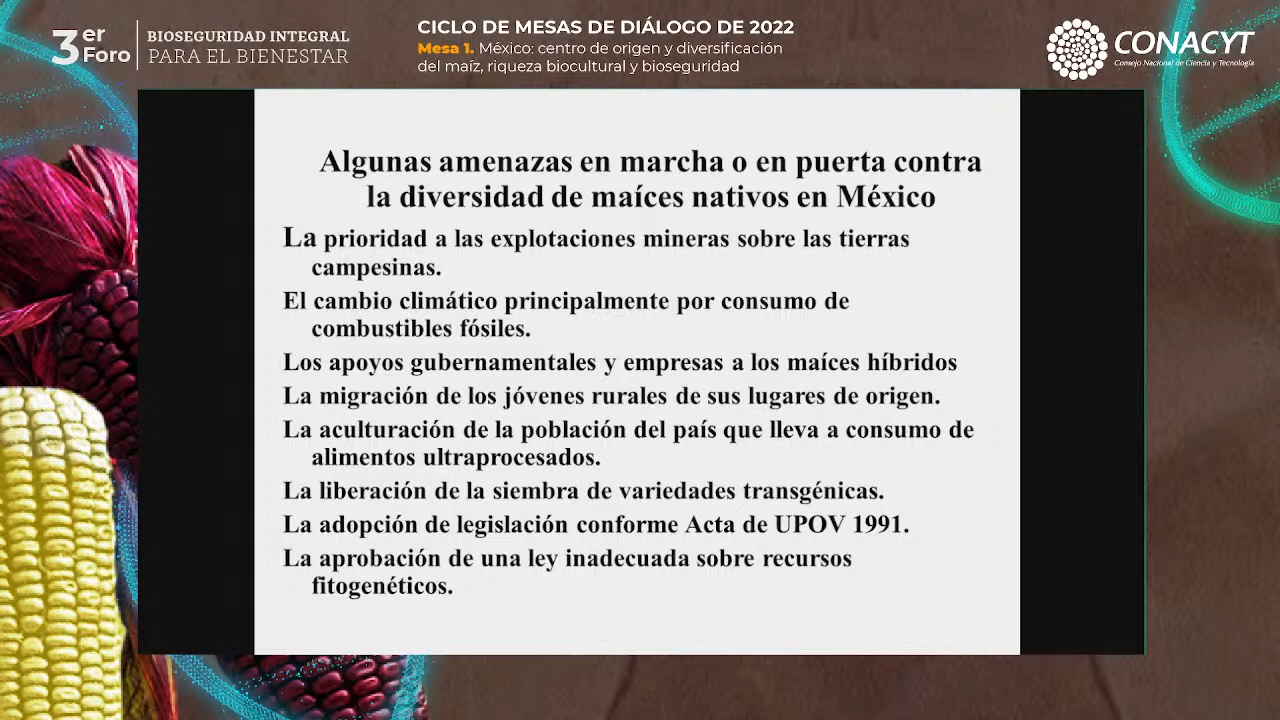 3er Foro
BIOSEGURIDAD INTEGRAL
PARA EL BIENESTAR
CICLO DE MESAS DE DIÁLOGO DE 2022
Mesa 1. México: centro de origen y diversificación
del maíz, riqueza biocultural y bioseguridad
CONACYT
Consejo Nacional de Ciencia y Tecnología
Algunas amenazas en marcha o en puerta contra
la diversidad de maíces nativos en México
La prioridad a las explotaciones mineras sobre las tierras
campesinas.
El cambio climático principalmente por consumo de
combustibles fósiles.
Los apoyos gubernamentales y empresas a los maíces híbridos
La migración de los jóvenes rurales de sus lugares de origen.
La aculturación de la población del país que lleva a consumo de
alimentos ultraprocesados.
La liberación de la siembra de variedades transgénicas.
La adopción de legislación conforme Acta de UPOV 1991.
La aprobación de una ley inadecuada sobre recursos
fitogenéticos.